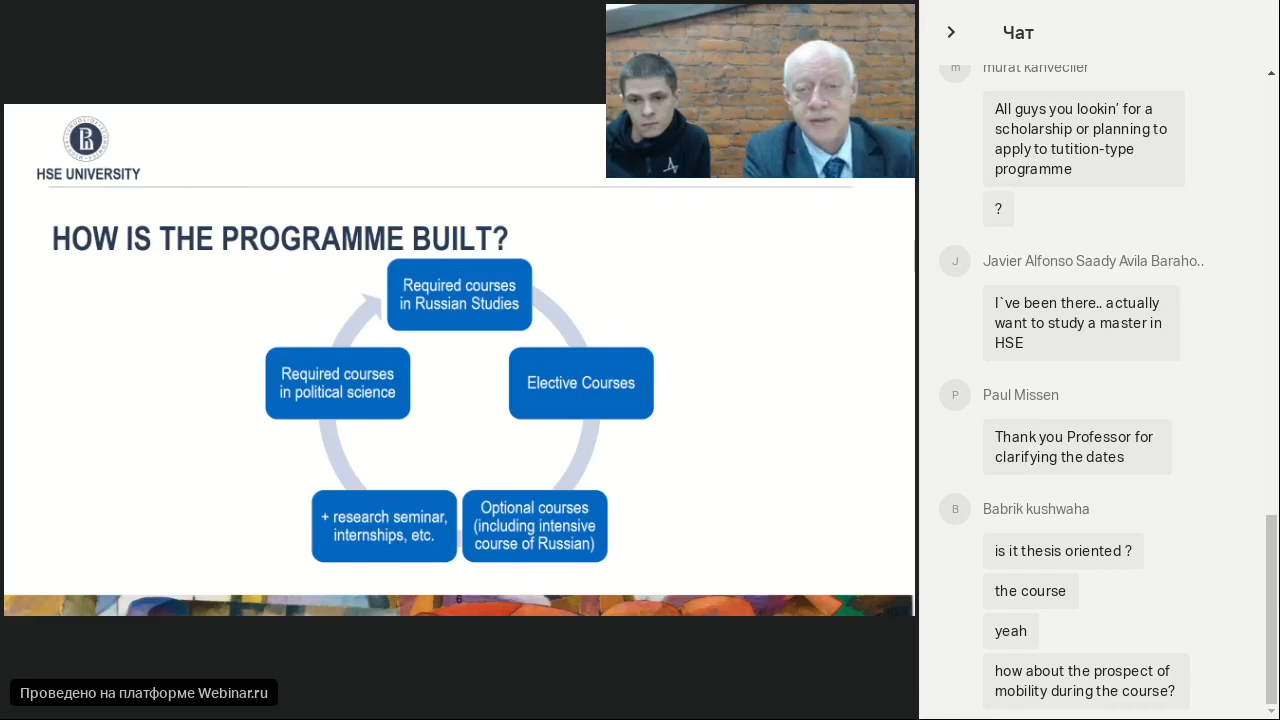 HSE UNIVERSITY
HOW IS THE PROGRAMME BUILT?
Required courses
in Russian Studies
Elective Courses
Optional courses
(including intensive
course of Russian)
+ research seminar,
internships, etc.
Required courses
in political science
6
Проведено на платформе Webinar.ru
Чат
m
murat kahveciler
All guys you lookin’ for a
scholarship or planning to
apply to tutition-type
programme
?
J
Javier Alfonso Saady Avila Baraho..
I`ve been there.. actually
want to study a master in
HSE
P
Paul Missen
Thank you Professor for
clarifying the dates
B
Babrik kushwaha
is it thesis oriented ?
the course
yeah
how about the prospect of
mobility during the course?